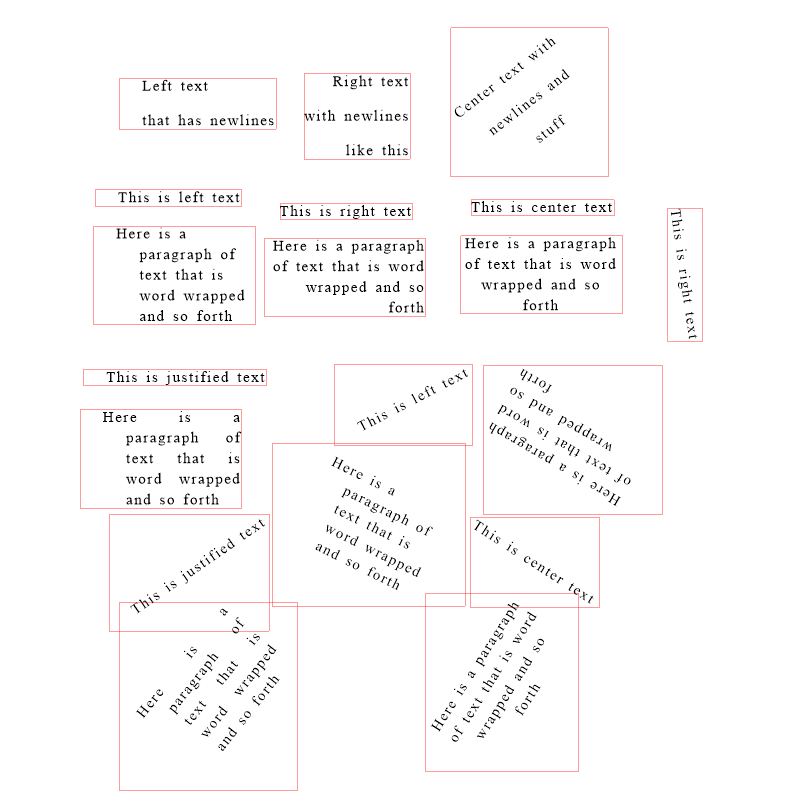 Left text
that has newlines
Right text
with newlines
like this
Center text with
newlines and
stuff
This is left text
This is right text
This is center text
This is right text
Here is a
paragraph of
text that is
word wrapped
and so forth
Here is a paragraph
of text that is word
wrapped and so
forth
Here is a paragraph
of text that is word
wrapped and so
forth
This is justified text
This is left text
Here is a paragraph
of text that is word
wrapped and so
forth
Here is a
paragraph of
text that is
word wrapped
and so forth
Here is a
paragraph of
text that is
word wrapped
and so forth
This is justified text
This is center text
Here is a
paragraph of
text that is
word wrapped
and so forth
Here is a paragraph
of text that is word
wrapped and so
forth